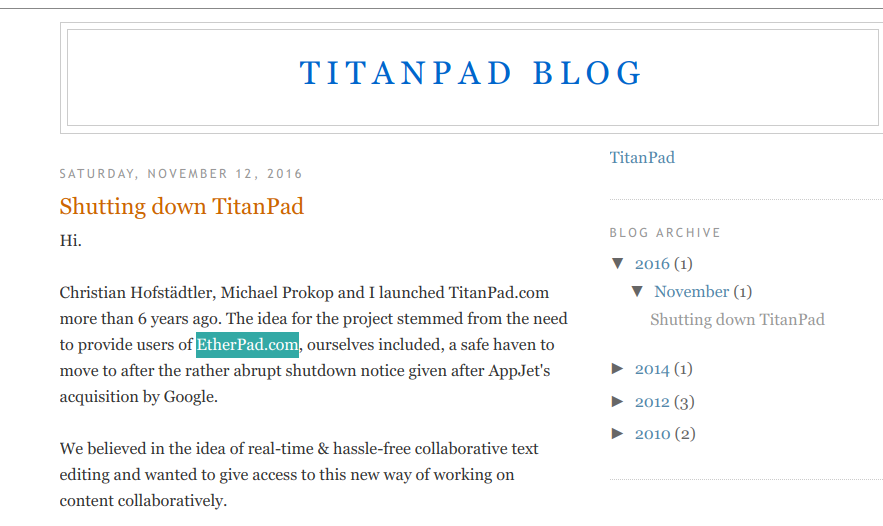 TITANPAD BLOG
SATURDAY, NOVEMBER 12, 2016
Shutting down TitanPad
Hi.
Christian Hofstädtler, Michael Prokop and I launched TitanPad.com
more than 6 years ago. The idea for the project stemmed from the need
to provide users of EtherPad.com, ourselves included, a safe haven to
move to after the rather abrupt shutdown notice given after AppJet's
acquisition by Google.
We believed in the idea of real-time & hassle-free collaborative text
editing and wanted to give access to this new way of working on
content collaboratively.
TitanPad
BLOG ARCHIVE
▼ 2016 (1)
▼ November (1)
Shutting down TitanPad
► 2014 (1)
► 2012 (3)
► 2010 (2)